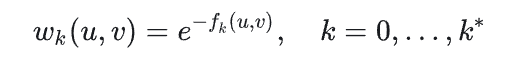 w_k(u, v) = e^{-f_k(u,v)},   k = 0, . . . , k*